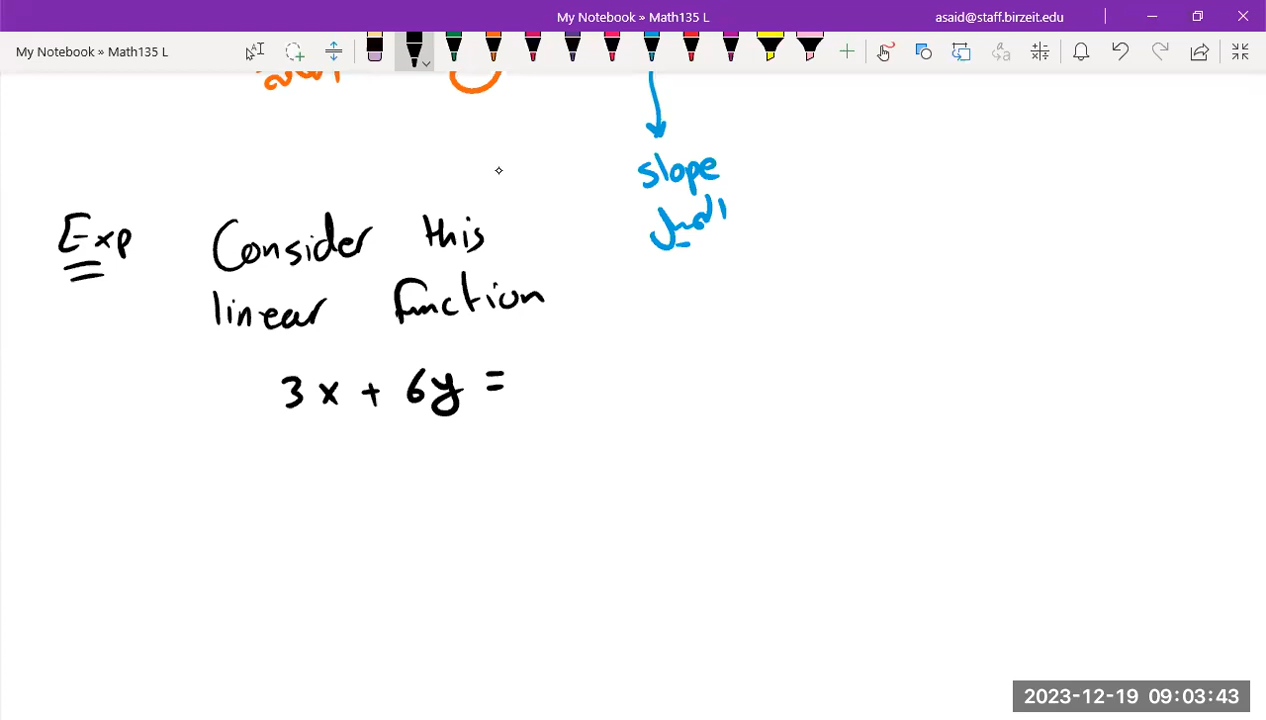 My Notebook » Math135 L
asaid@staff.birzeit.edu
My Notebook » Math135 L
slope
الميل
Exp Consider this
linear function
3x + 6y =
2023-12-19 09:03:43